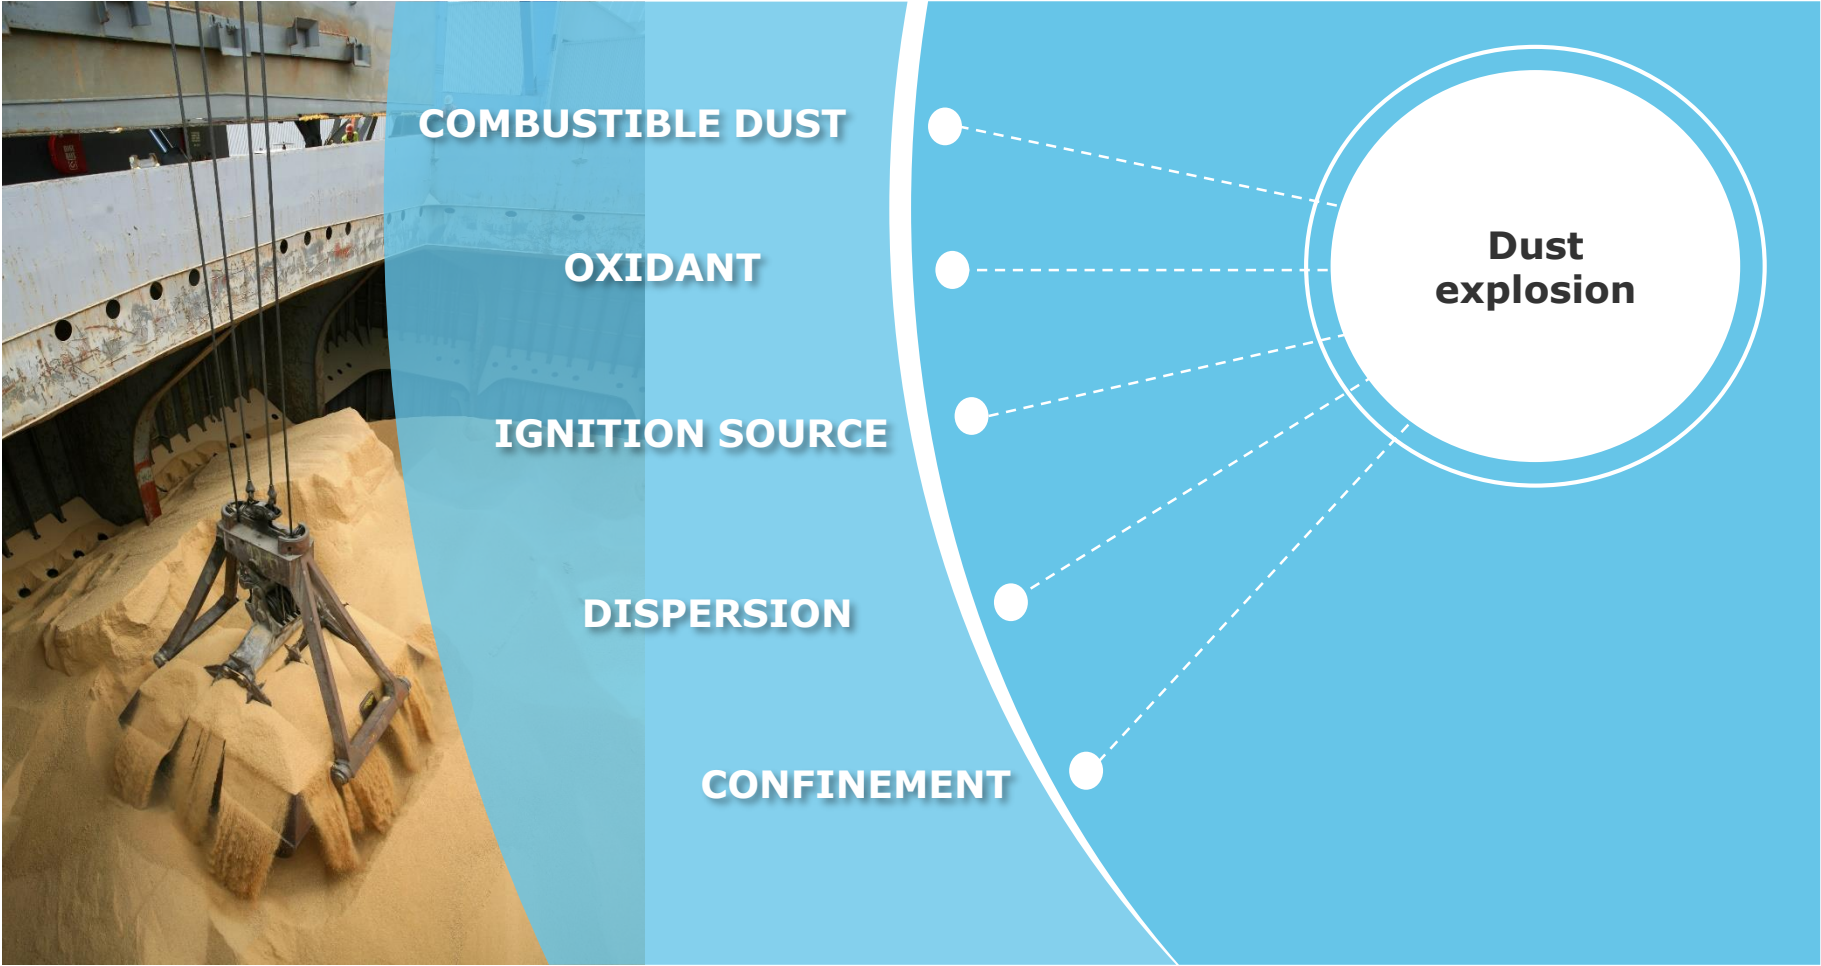 COMBUSTIBLE DUST
OXIDANT
IGNITION SOURCE
DISPERSION
CONFINEMENT
Dust
explosion